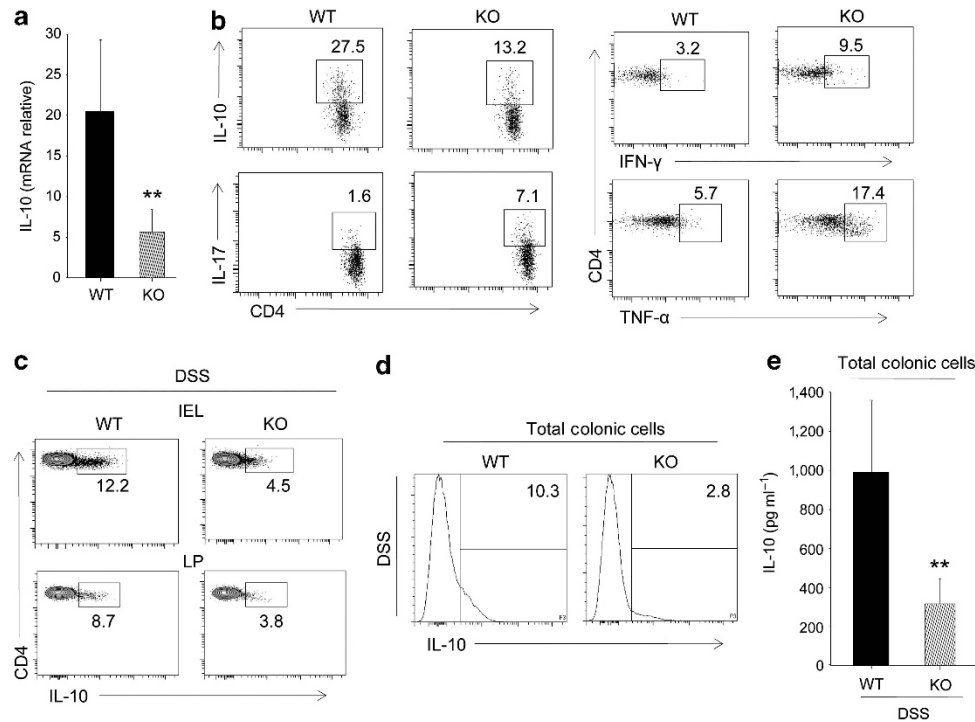 a
IL-10 (mRNA relative)
30
25
20
15
10
5
0
**
WT
KO
b
WT
KO
IL-10
27.5
13.2
IL-17
1.6
7.1
CD4
WT
KO
3.2
9.5
IFN-γ
5.7
17.4
CD4
TNF-α
c
DSS
IEL
WT
KO
12.2
4.5
LP
8.7
3.8
CD4
IL-10
d
Total colonic cells
WT
KO
10.3
2.8
DSS
IL-10
e
Total colonic cells
DSS
IL-10 (pg ml⁻¹)
1,400
1,200
1,000
800
600
400
200
0
**
WT
KO
DSS